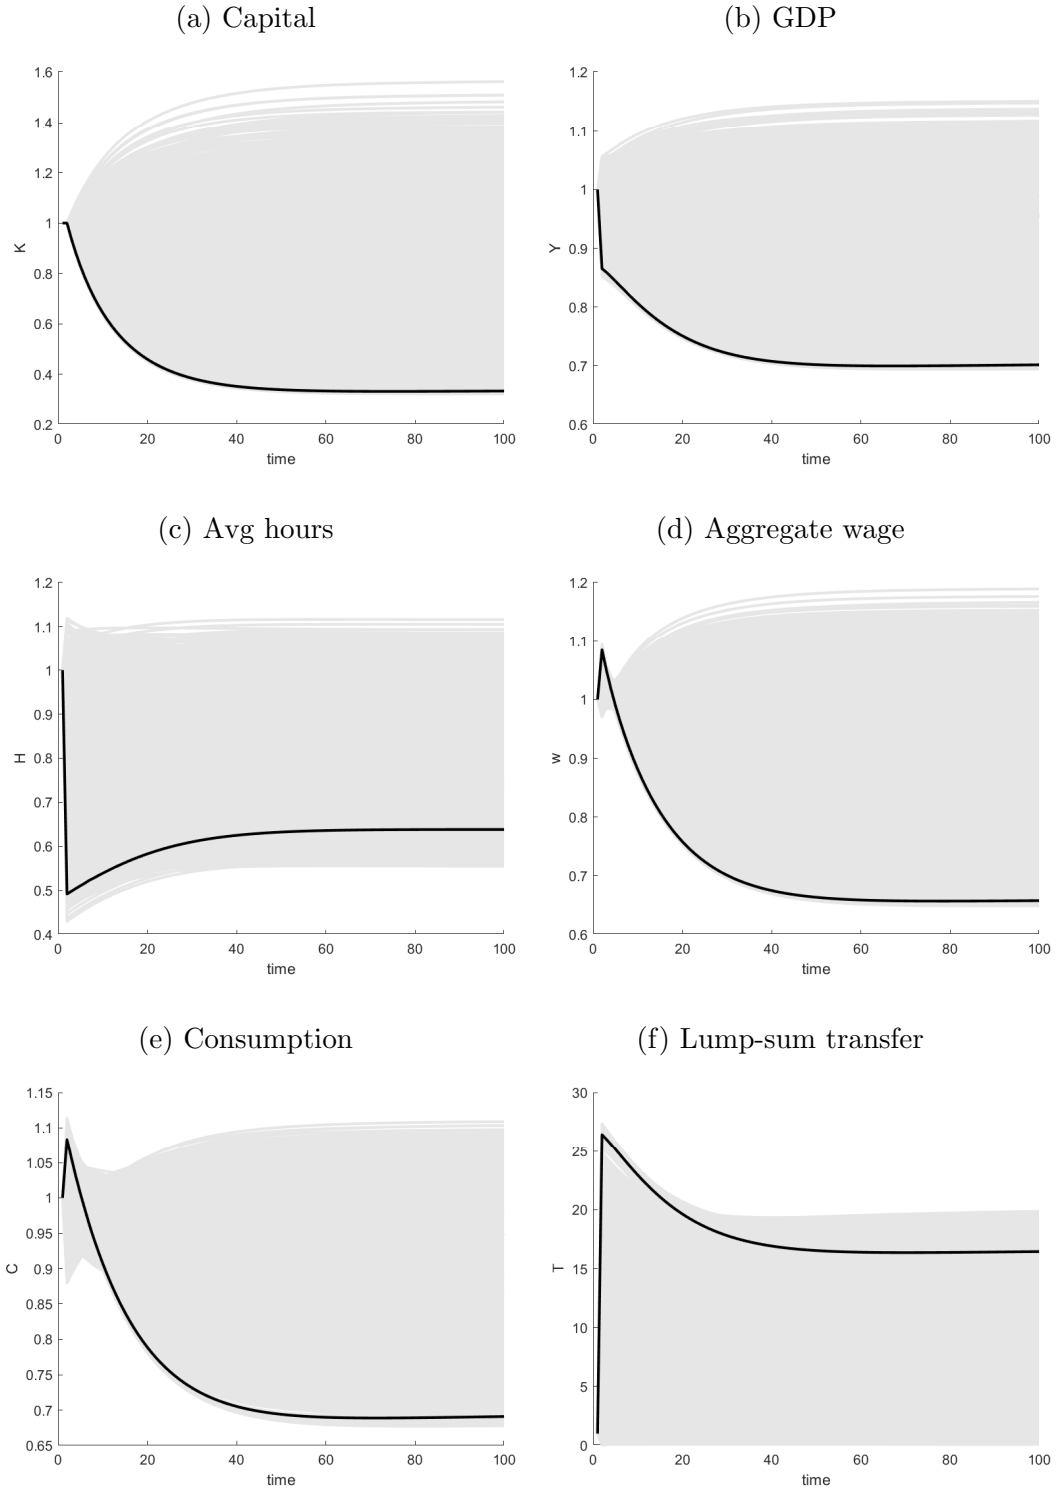 (a) Capital
(b) GDP
1.6
1.4
1.2
1
0.8
0.6
0.4
0.2
K
0 20 40 60 80 100
time
1.2
1.1
1
0.9
0.8
0.7
0.6
Y
0 20 40 60 80 100
time
(c) Avg hours
(d) Aggregate wage
1.2
1.1
1
0.9
0.8
0.7
0.6
0.5
0.4
H
0 20 40 60 80 100
time
1.2
1.1
1
0.9
0.8
0.7
0.6
w
0 20 40 60 80 100
time
(e) Consumption
(f) Lump-sum transfer
1.15
1.1
1.05
1
0.95
0.9
0.85
0.8
0.75
0.7
0.65
C
0 20 40 60 80 100
time
30
25
20
15
10
5
0
T
0 20 40 60 80 100
time